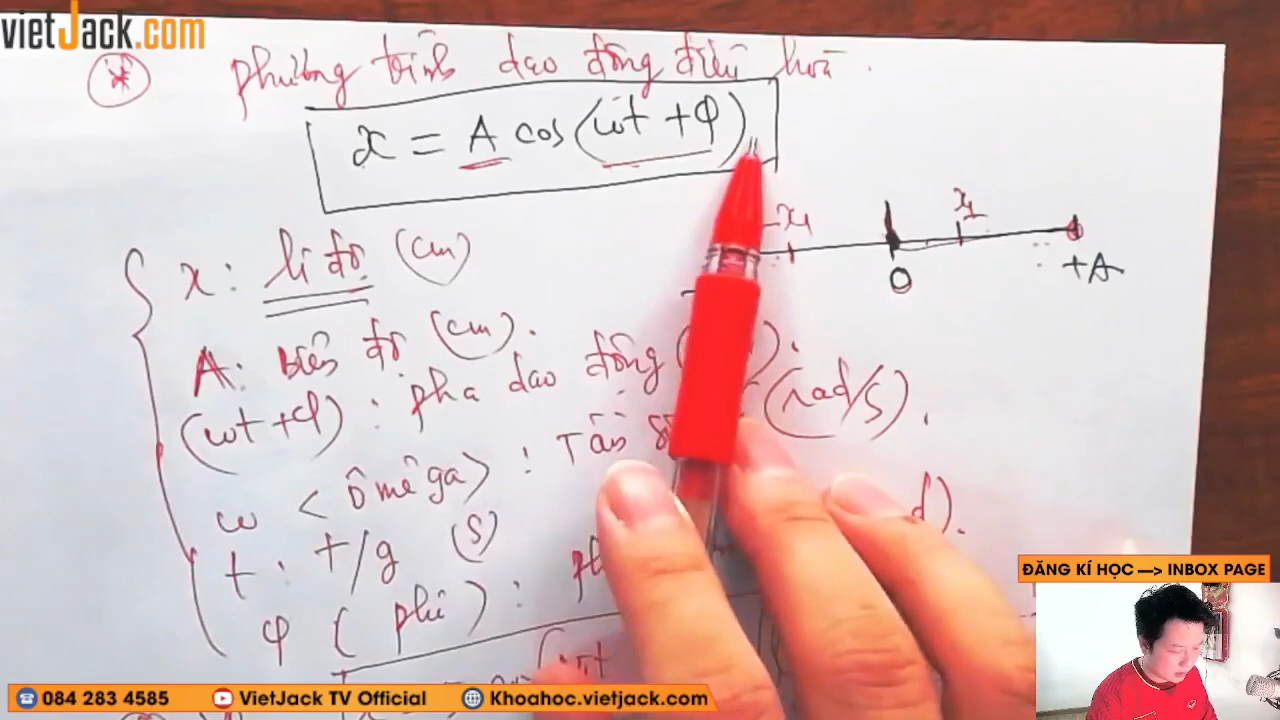 vietJack.com
phương trình dao động điều hoà.
x = A cos(ωt + φ)
-x₁ x₁
O +A
x: li độ (cm)
A: biên độ (cm).
(ωt+φ): pha dao động
ω < ô mê ga > : Tần (rad/s).
t: t/g (s)
φ ( phi ) :
ĐĂNG KÍ HỌC —> INBOX PAGE
084 283 4585 VietJack TV Official Khoahoc.vietjack.com